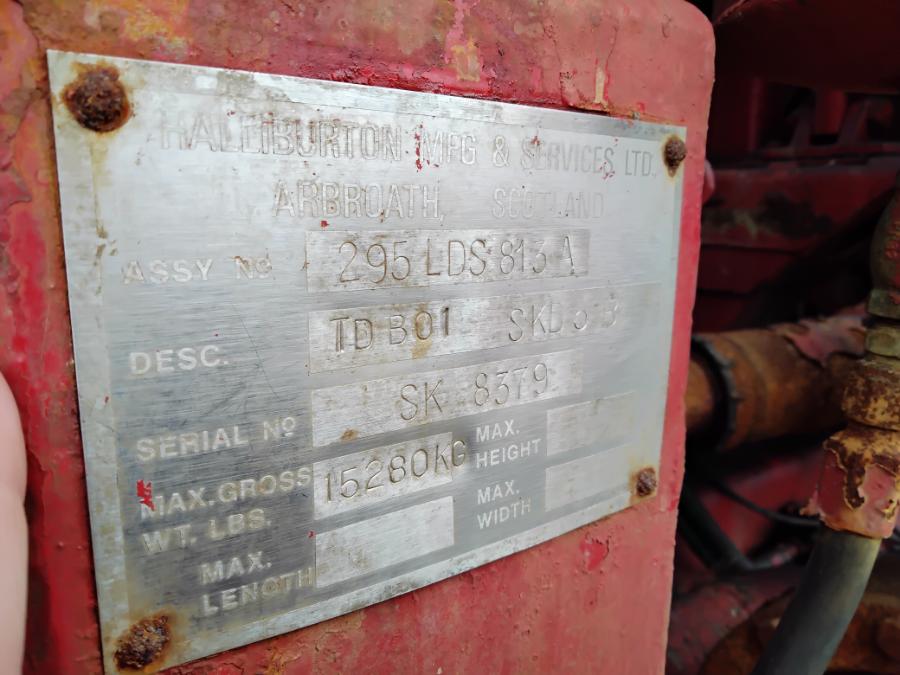 HALLIBURTON MFG & SERVICES LTD.
ARBROATH, SCOTLAND
ASSY Nº 295 LDS 813 A
DESC. TD B01
SERIAL Nº SK 8379
MAX. GROSS WT. LBS. 15280KG
MAX. HEIGHT
MAX. LENGTH
MAX. WIDTH